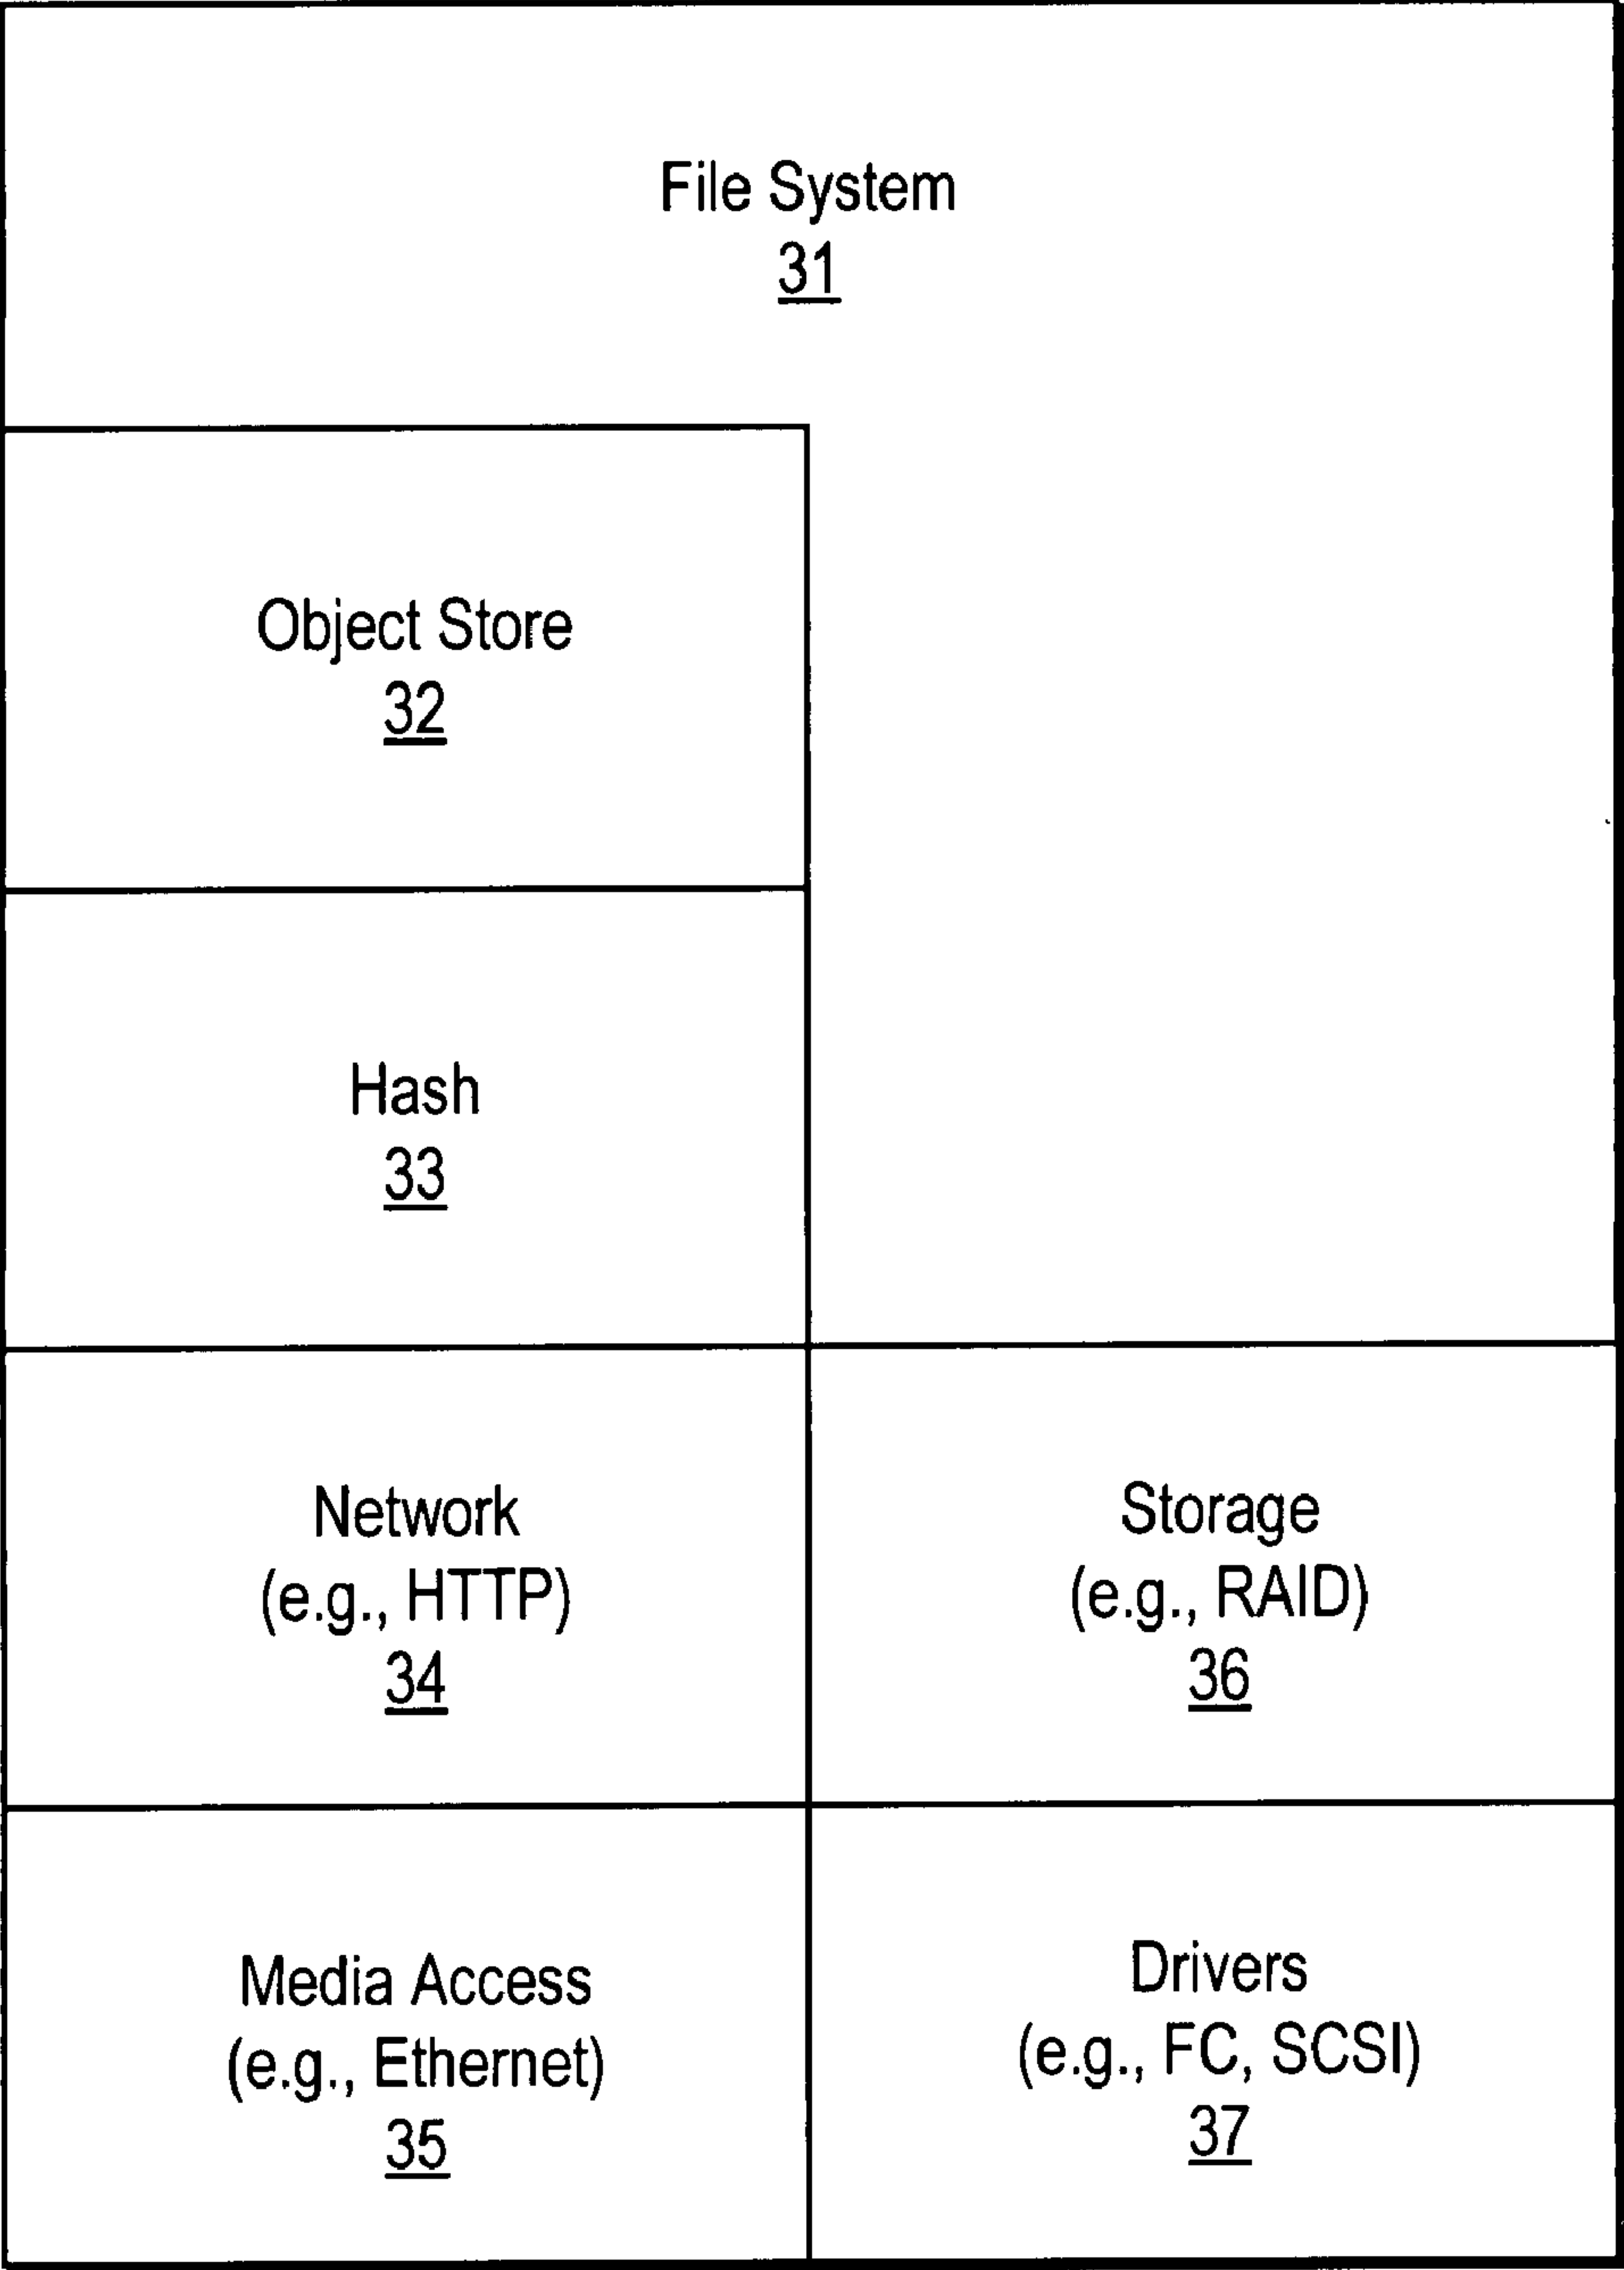 File System
31
Object Store
32
Hash
33
Network
(e.g., HTTP)
34
Storage
(e.g., RAID)
36
Media Access
(e.g., Ethernet)
35
Drivers
(e.g., FC, SCSI)
37